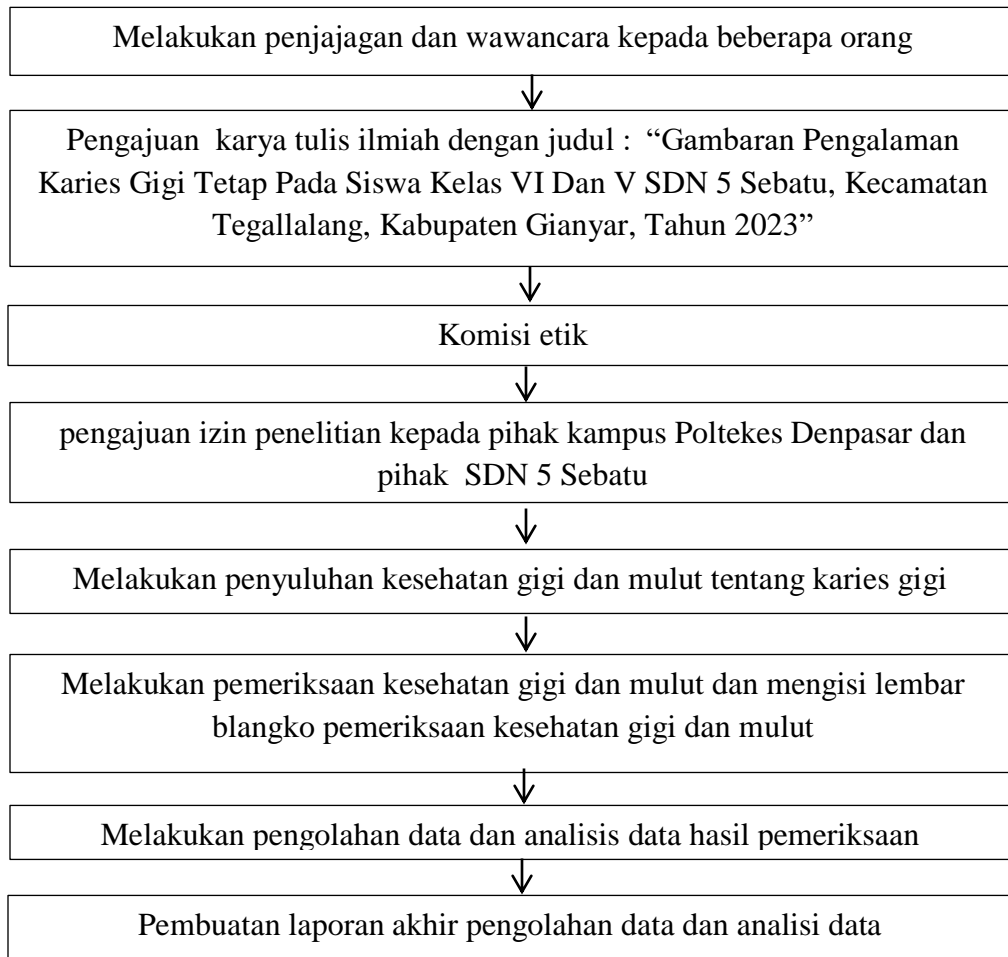 Melakukan penjajagan dan wawancara kepada beberapa orang
Pengajuan karya tulis ilmiah dengan judul : “Gambaran Pengalaman
Karies Gigi Tetap Pada Siswa Kelas VI Dan V SDN 5 Sebatu, Kecamatan
Tegallalang, Kabupaten Gianyar, Tahun 2023”
Komisi etik
pengajuan izin penelitian kepada pihak kampus Poltekes Denpasar dan
pihak SDN 5 Sebatu
Melakukan penyuluhan kesehatan gigi dan mulut tentang karies gigi
Melakukan pemeriksaan kesehatan gigi dan mulut dan mengisi lembar
blangko pemeriksaan kesehatan gigi dan mulut
Melakukan pengolahan data dan analisis data hasil pemeriksaan
Pembuatan laporan akhir pengolahan data dan analisi data